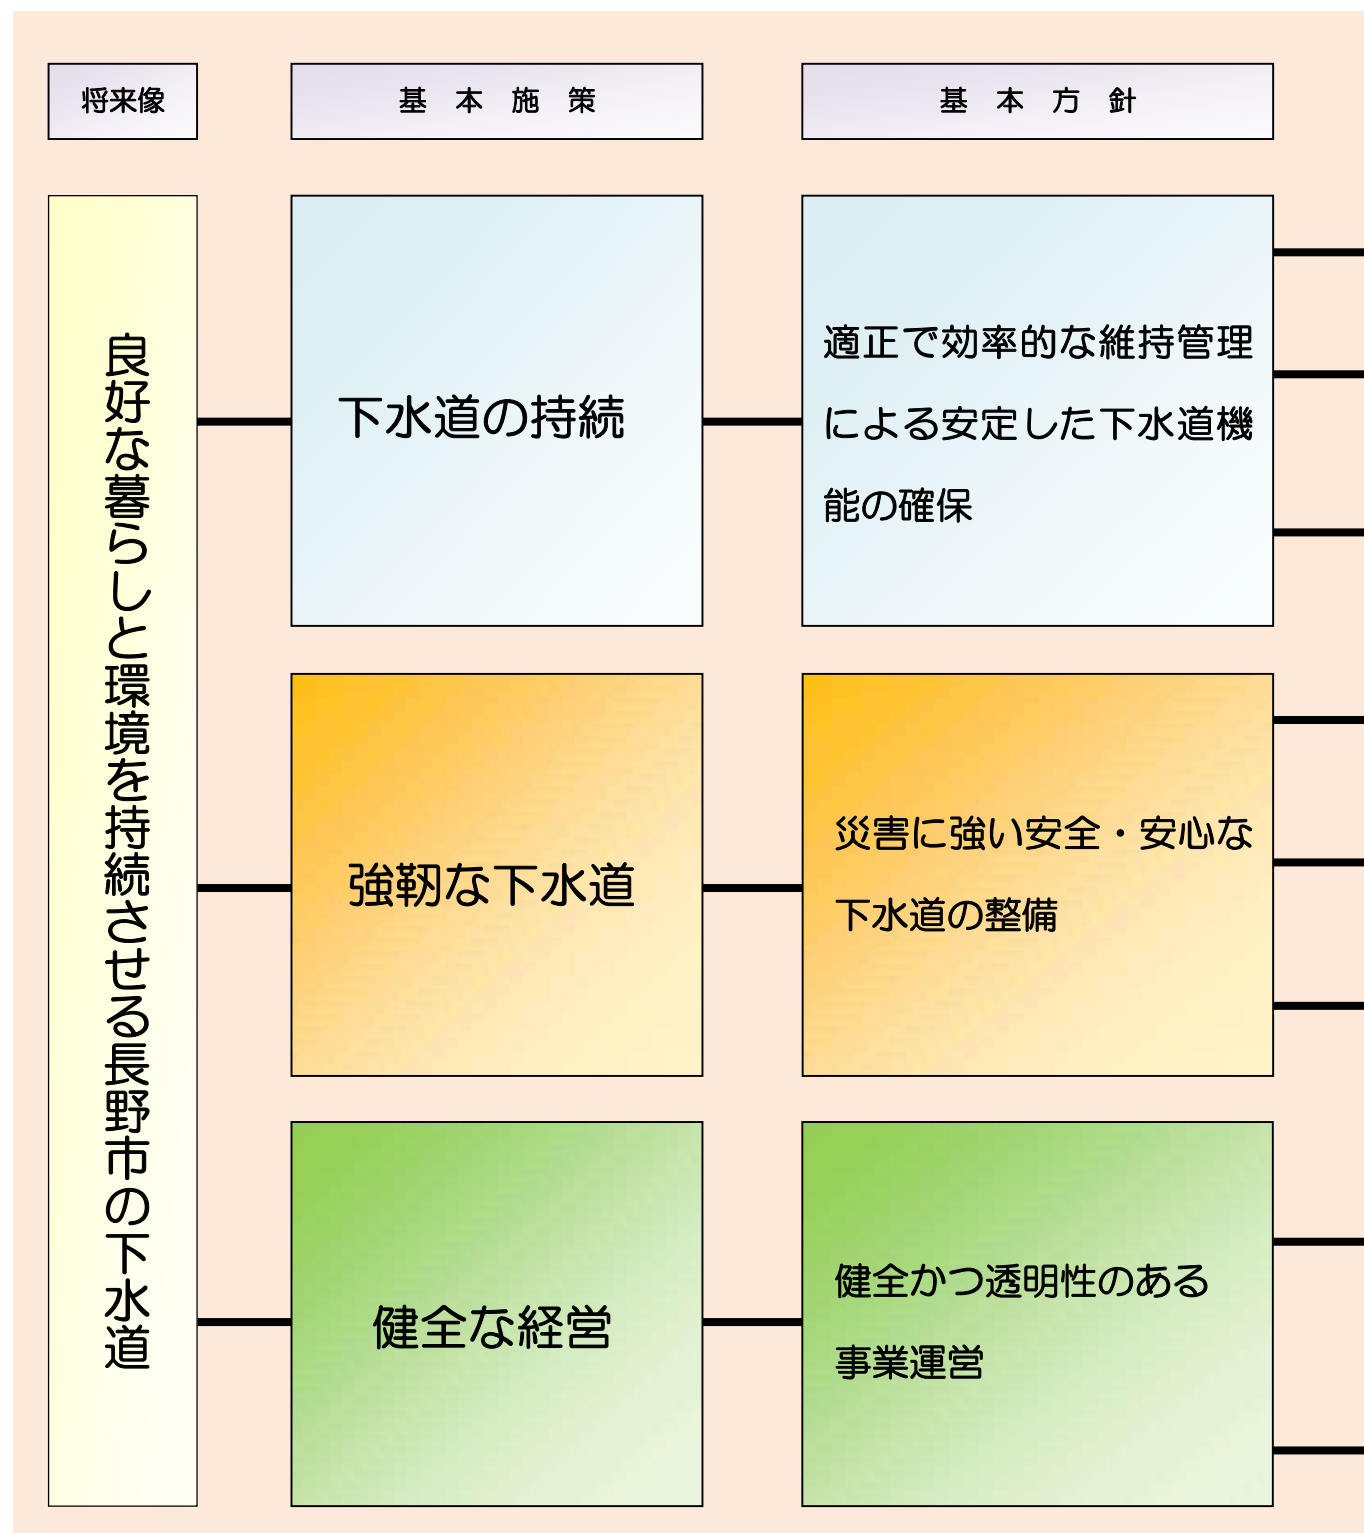 将来像
基本施策
基本方針
良好な暮らしと環境を持続させる長野市の下水道
下水道の持続
適正で効率的な維持管理
による安定した下水道機
能の確保
強靭な下水道
災害に強い安全・安心な
下水道の整備
健全な経営
健全かつ透明性のある
事業運営